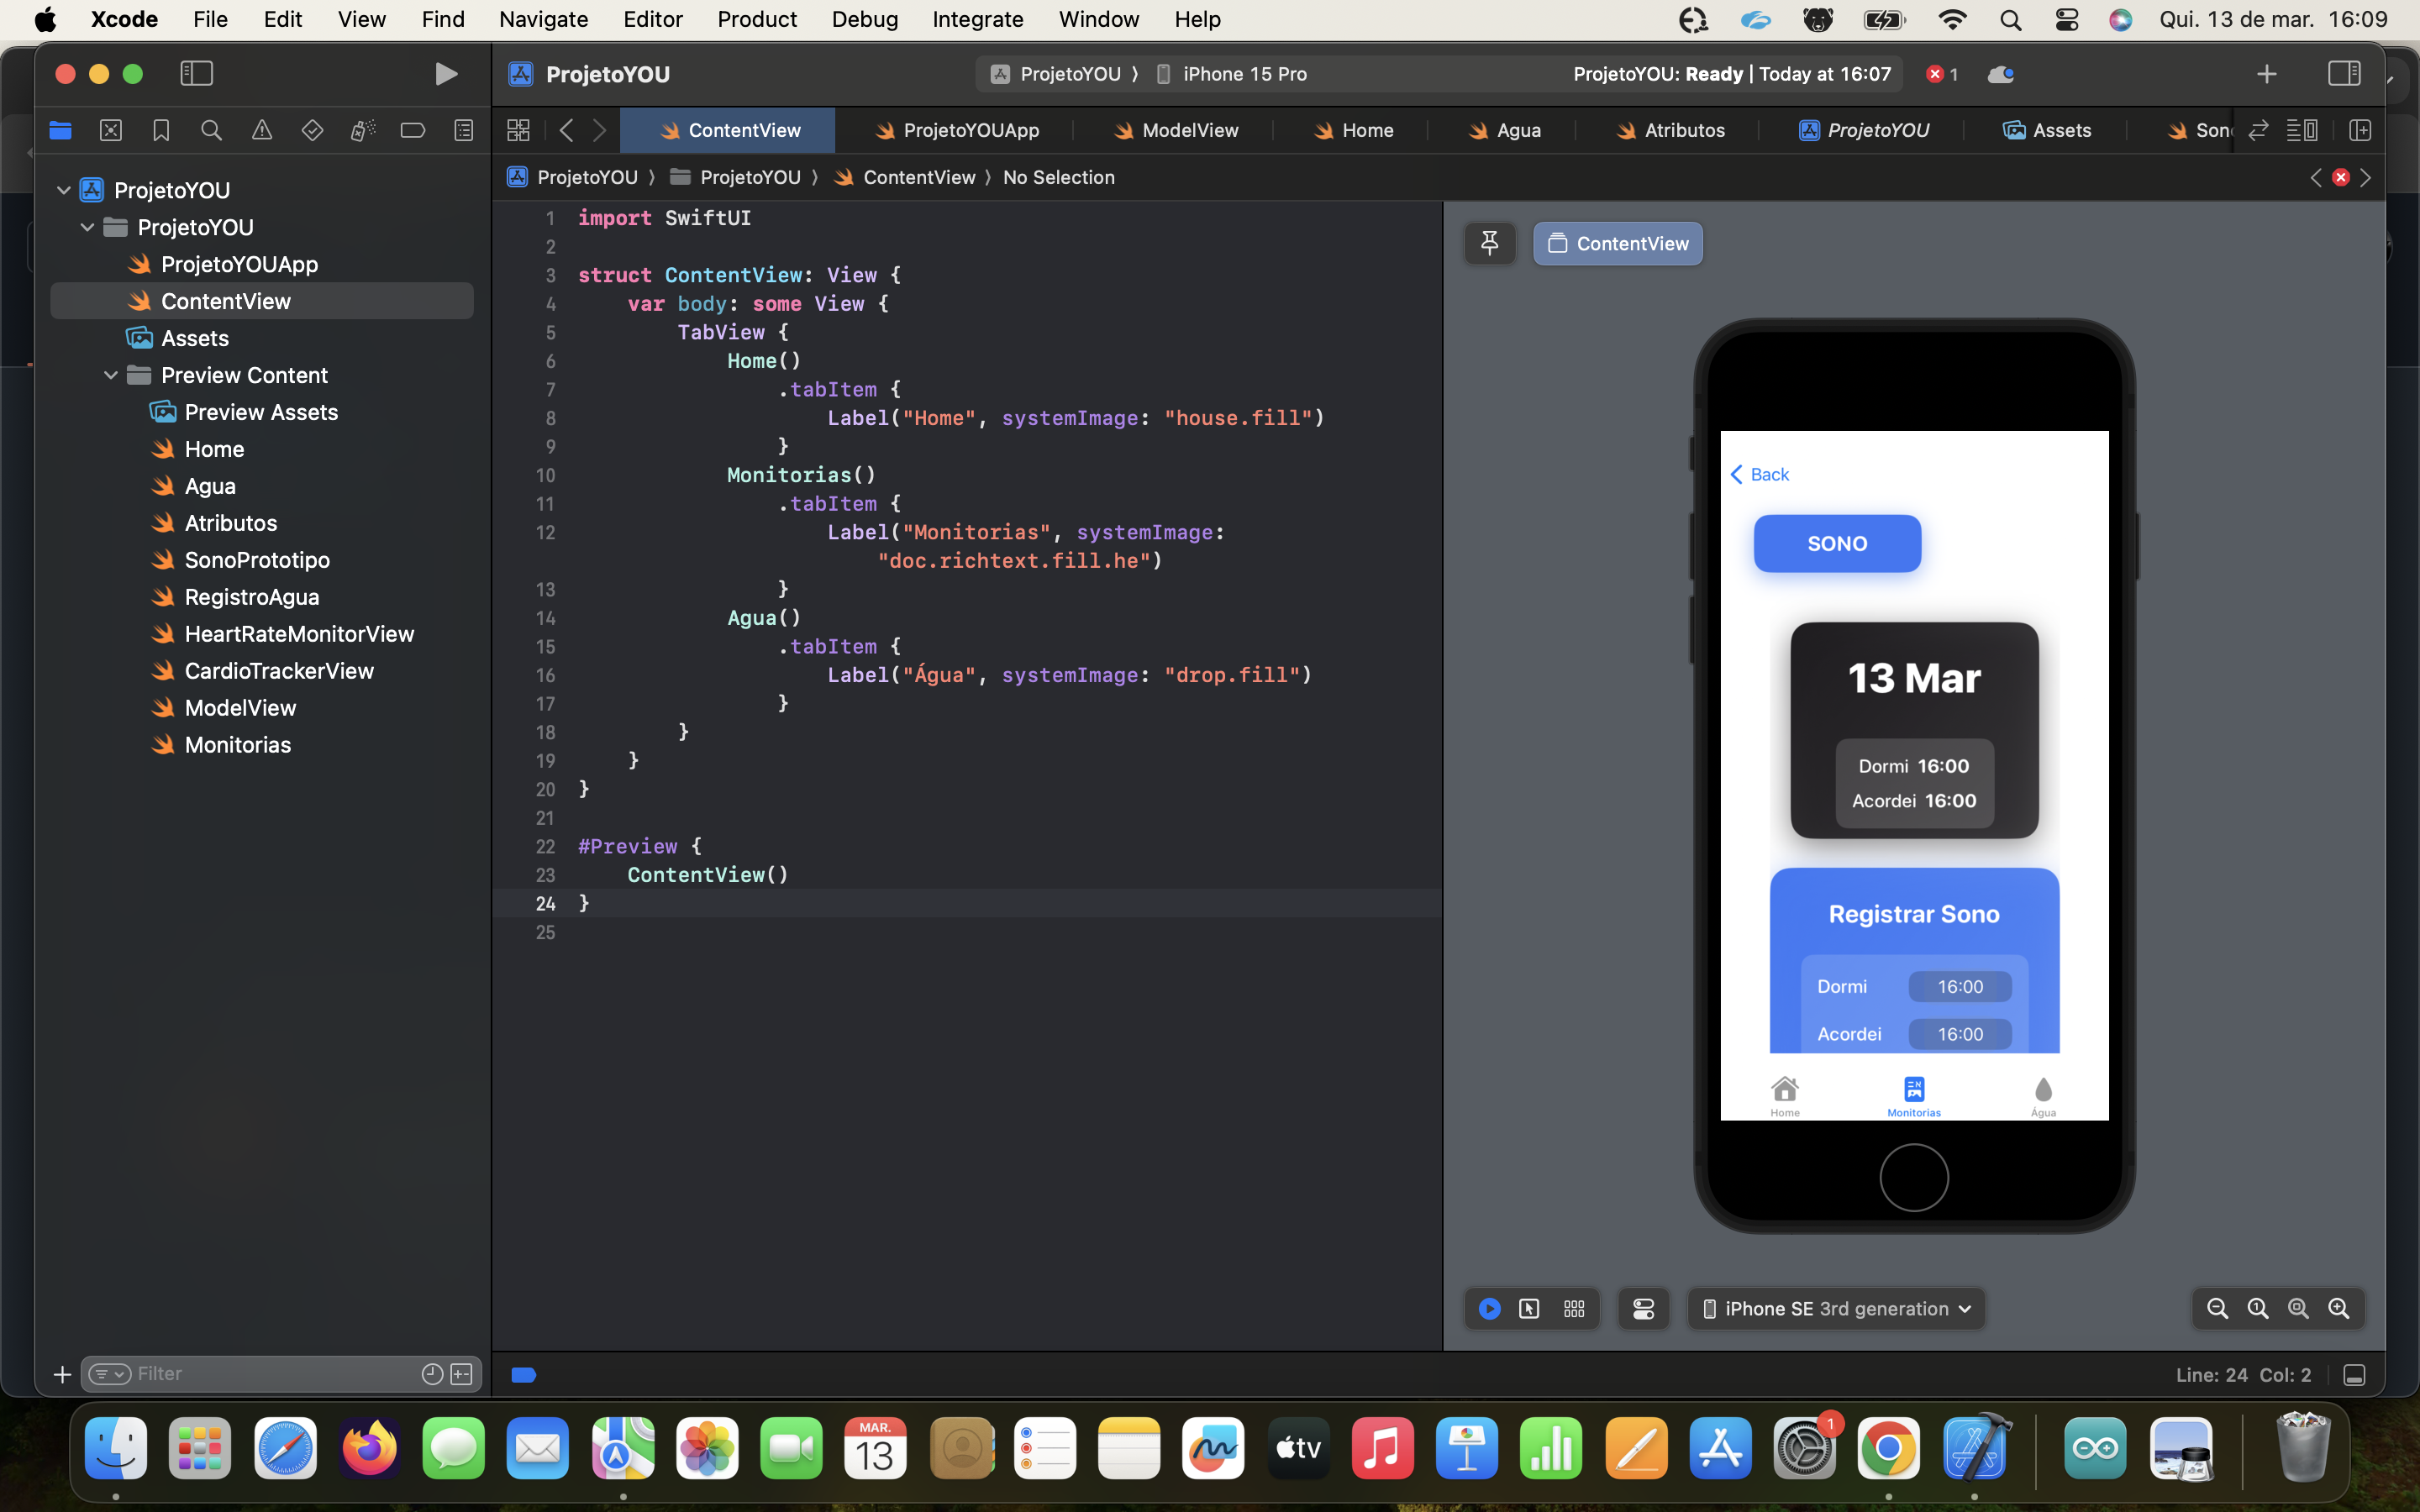 Xcode File Edit View Find Navigate Editor Product Debug Integrate Window Help Qui. 13 de mar. 16:09
ProjetoYOU ProjetoYOU ⟩ iPhone 15 Pro ProjetoYOU: Ready | Today at 16:07 1
ContentView ProjetoYOUApp ModelView Home Agua Atributos ProjetoYOU Assets Son
ProjetoYOU ⟩ ProjetoYOU ⟩ ContentView ⟩ No Selection
ProjetoYOU
ProjetoYOU
ProjetoYOUApp
ContentView
Assets
Preview Content
Preview Assets
Home
Agua
Atributos
SonoPrototipo
RegistroAgua
HeartRateMonitorView
CardioTrackerView
ModelView
Monitorias
Filter
1 import SwiftUI
2
3 struct ContentView: View {
4 var body: some View {
5 TabView {
6 Home()
7 .tabItem {
8 Label("Home", systemImage: "house.fill")
9 }
10 Monitorias()
11 .tabItem {
12 Label("Monitorias", systemImage:
"doc.richtext.fill.he")
13 }
14 Agua()
15 .tabItem {
16 Label("Água", systemImage: "drop.fill")
17 }
18 }
19 }
20 }
21
22 #Preview {
23 ContentView()
24 }
25
ContentView
Back
SONO
13 Mar
Dormi 16:00
Acordei 16:00
Registrar Sono
Dormi 16:00
Acordei 16:00
Home Monitorias Água
iPhone SE 3rd generation
Line: 24 Col: 2
MAR.
13
tv
1